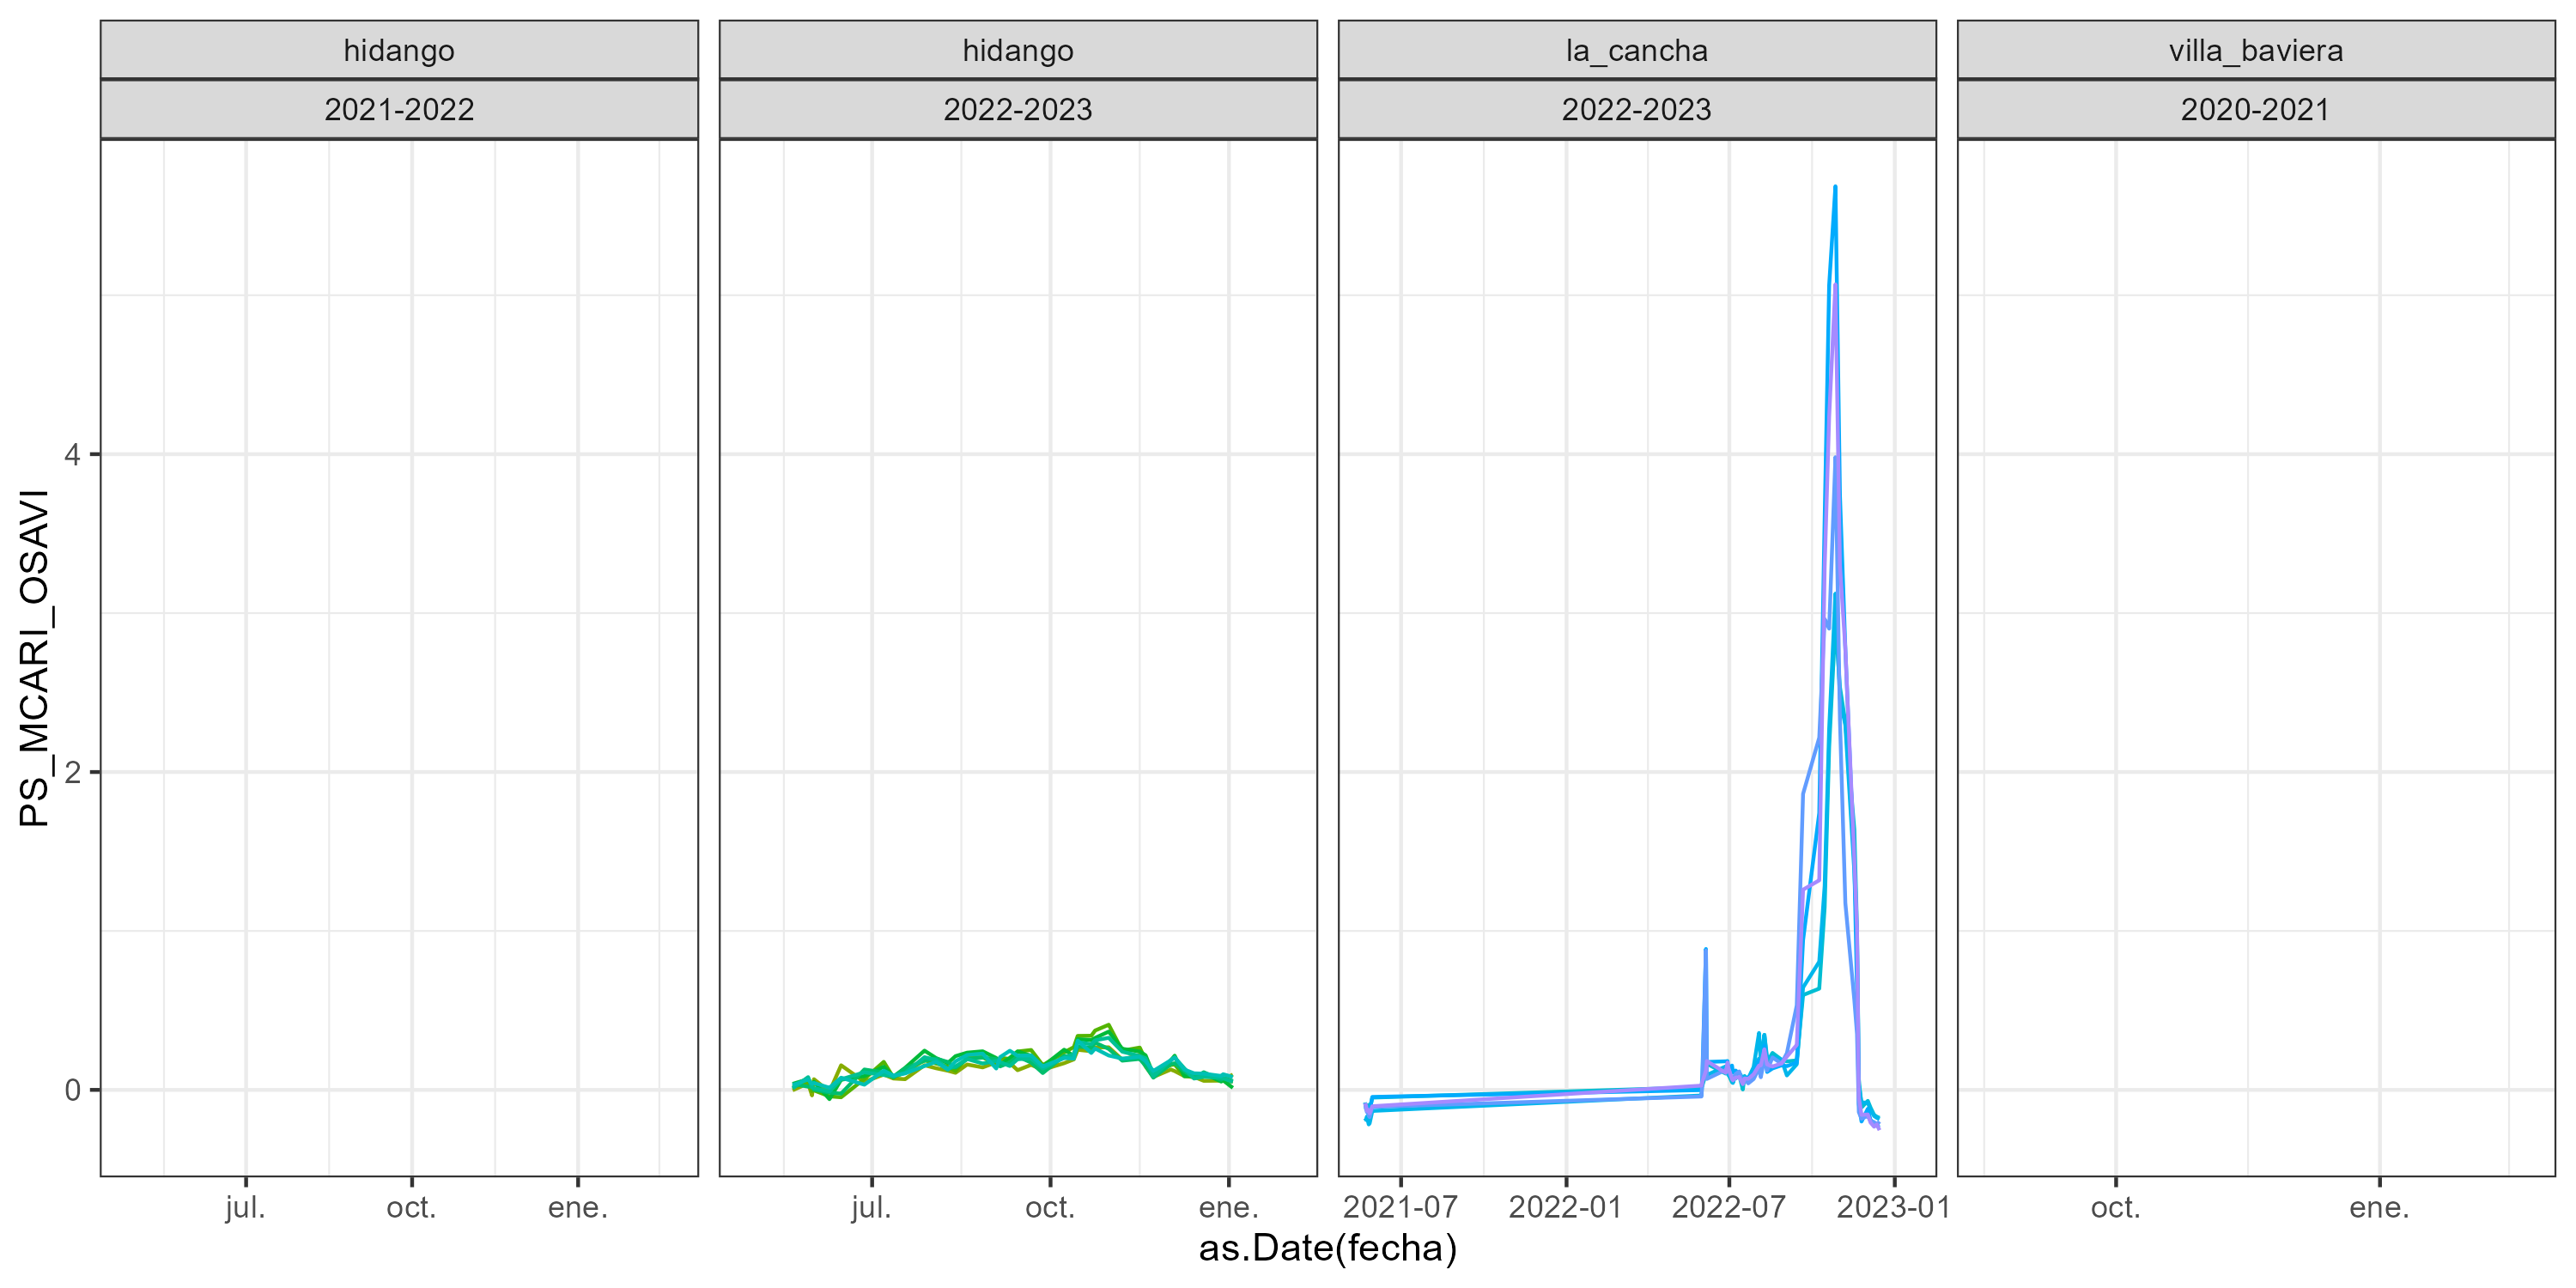 hidango hidango la_cancha villa_baviera
2021-2022 2022-2023 2022-2023 2020-2021
PS_MCARI_OSAVI
4
2
0
jul. oct. ene. jul. oct. ene. 2021-07 2022-01 2022-07 2023-01 oct. ene.
as.Date(fecha)